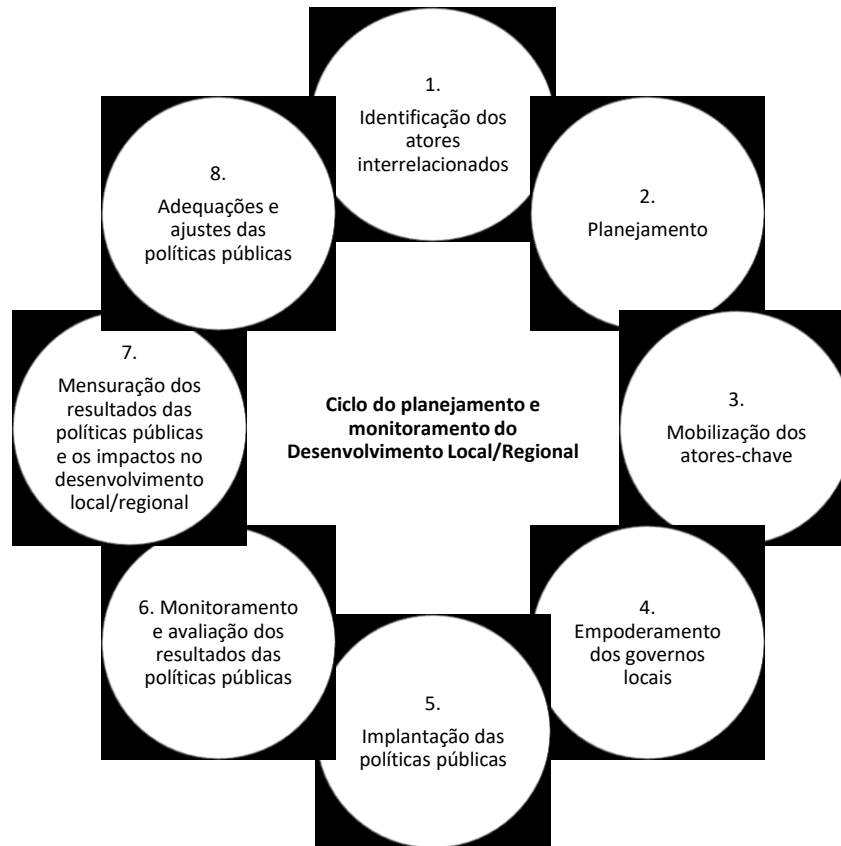 1.
Identificação dos
atores
interrelacionados
2.
Planejamento
3.
Mobilização dos
atores-chave
4.
Empoderamento
dos governos
locais
5.
Implantação das
políticas públicas
6. Monitoramento
e avaliação dos
resultados das
políticas públicas
7.
Mensuração dos
resultados das
políticas públicas
e os impactos no
desenvolvimento
local/regional
8.
Adequações e
ajustes das
políticas públicas
Ciclo do planejamento e
monitoramento do
Desenvolvimento Local/Regional